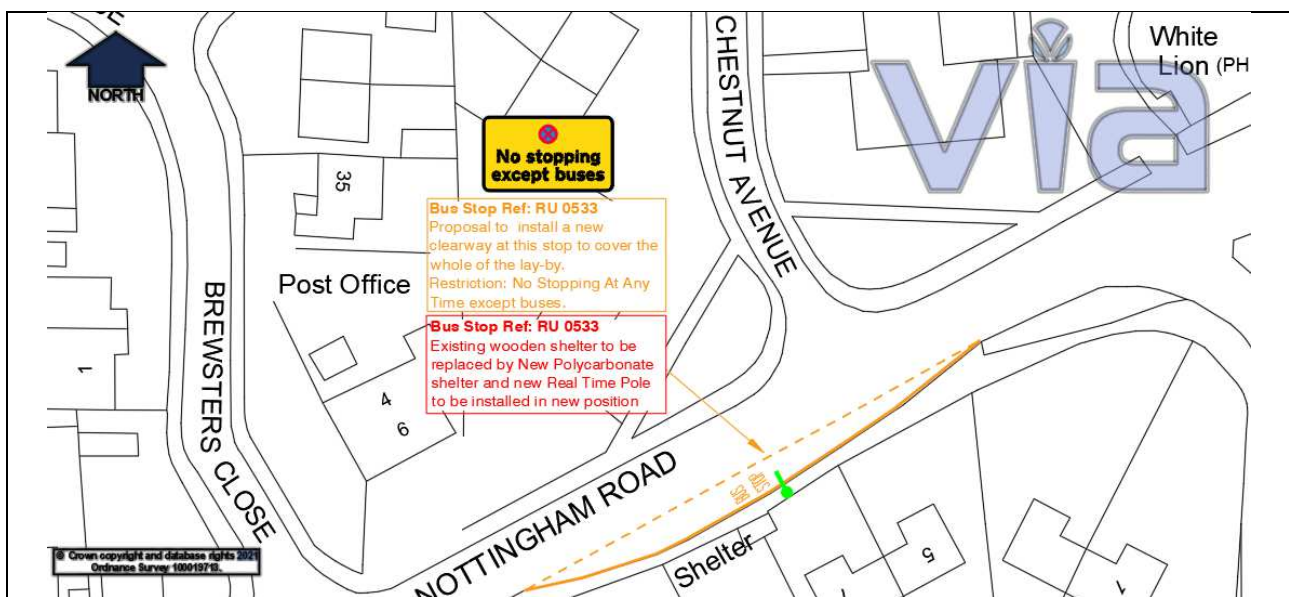 NORTH
CHESTNUT AVENUE
via
White
Lion (PH
No stopping
except buses
35
Bus Stop Ref: RU 0533
Proposal to install a new
clearway at this stop to cover the
whole of the lay-by.
Restriction: No Stopping At Any
Time except buses.
Post Office
BREWSTERS CLOSE
Bus Stop Ref: RU 0533
Existing wooden shelter to be
replaced by New Polycarbonate
shelter and new Real Time Pole
to be installed in new position
1
4
6
NOTTINGHAM ROAD
BUS
STOP
Shelter
5
© Crown copyright and database rights 2021
Ordnance Survey 100019713.